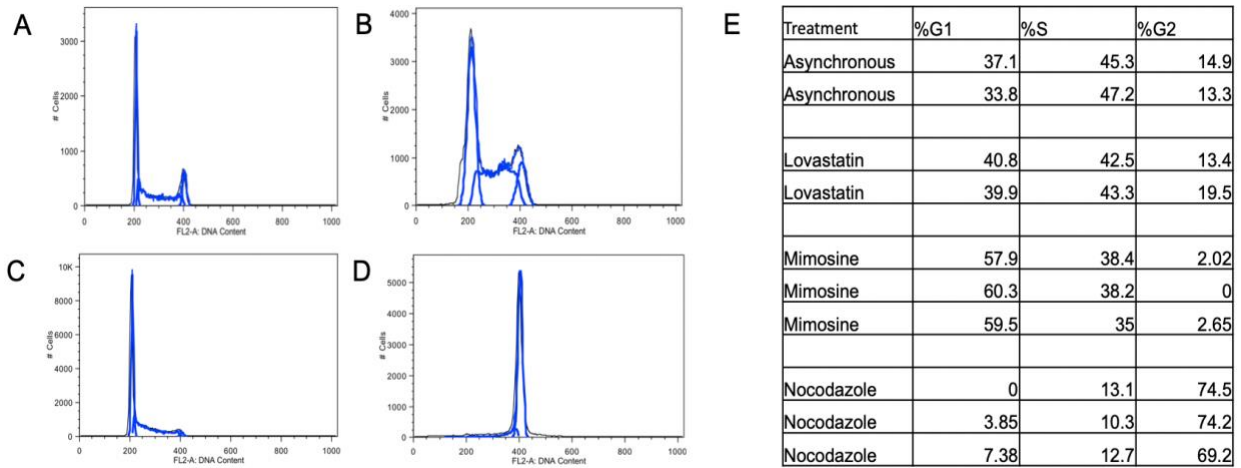 A
# Cells
3000
2000
1000
0
0 200 400 600 800 1000
FL2-A: DNA Content
B
# Cells
4000
3000
2000
1000
0
0 200 400 600 800 1000
FL2-A: DNA Content
C
# Cells
10K
8000
6000
4000
2000
0
0 200 400 600 800 1000
FL2-A: DNA Content
D
# Cells
5000
4000
3000
2000
1000
0
0 200 400 600 800 1000
FL2-A: DNA Content
E
Treatment %G1 %S %G2
Asynchronous 37.1 45.3 14.9
Asynchronous 33.8 47.2 13.3
Lovastatin 40.8 42.5 13.4
Lovastatin 39.9 43.3 19.5
Mimosine 57.9 38.4 2.02
Mimosine 60.3 38.2 0
Mimosine 59.5 35 2.65
Nocodazole 0 13.1 74.5
Nocodazole 3.85 10.3 74.2
Nocodazole 7.38 12.7 69.2